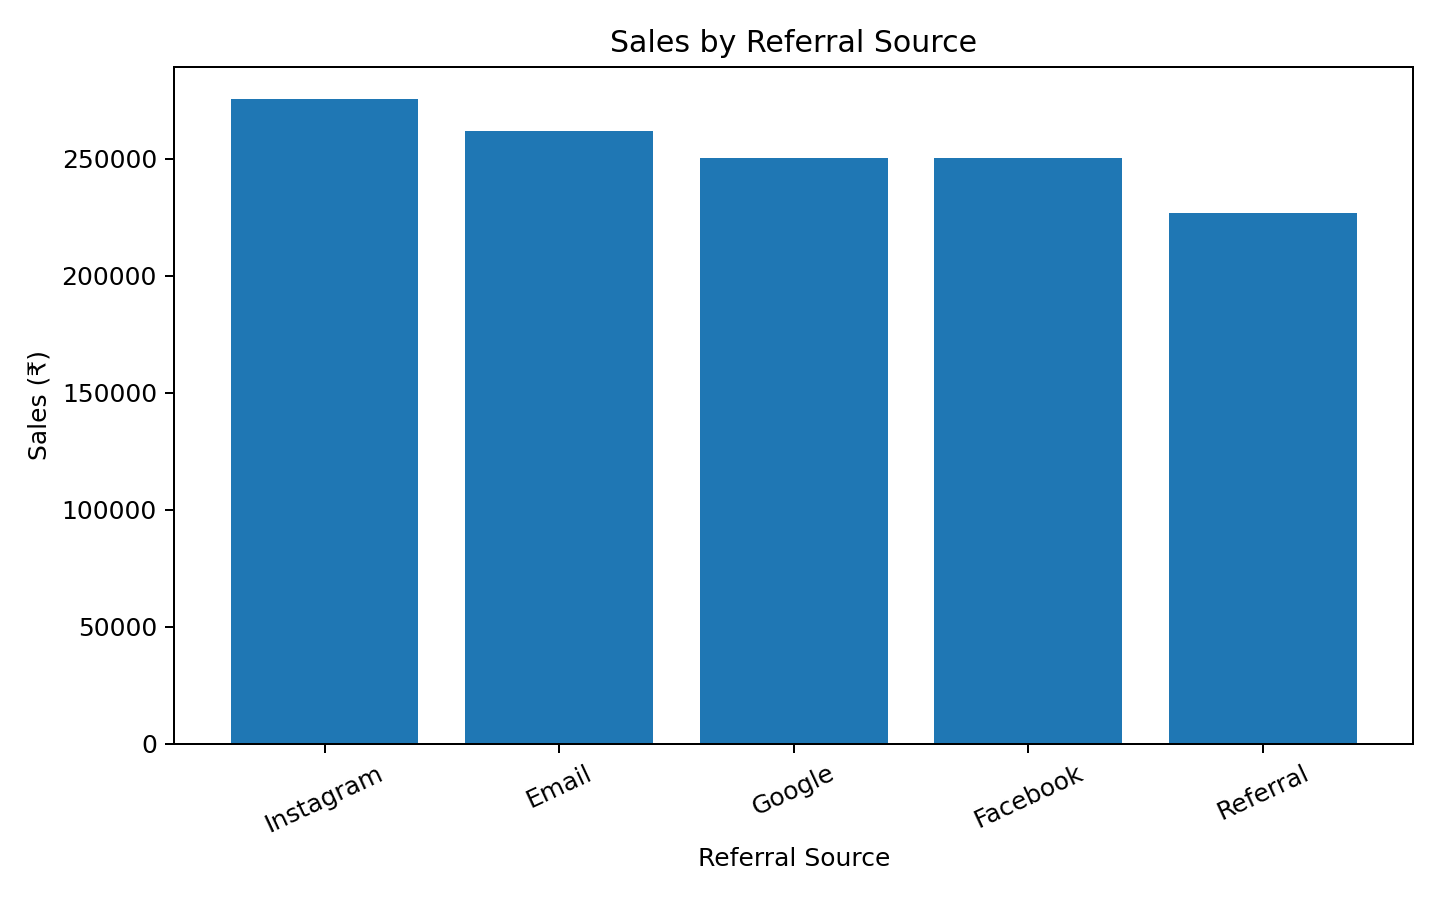 Sales by Referral Source
Sales (₹)
250000
200000
150000
100000
50000
0
Instagram
Email
Google
Facebook
Referral
Referral Source